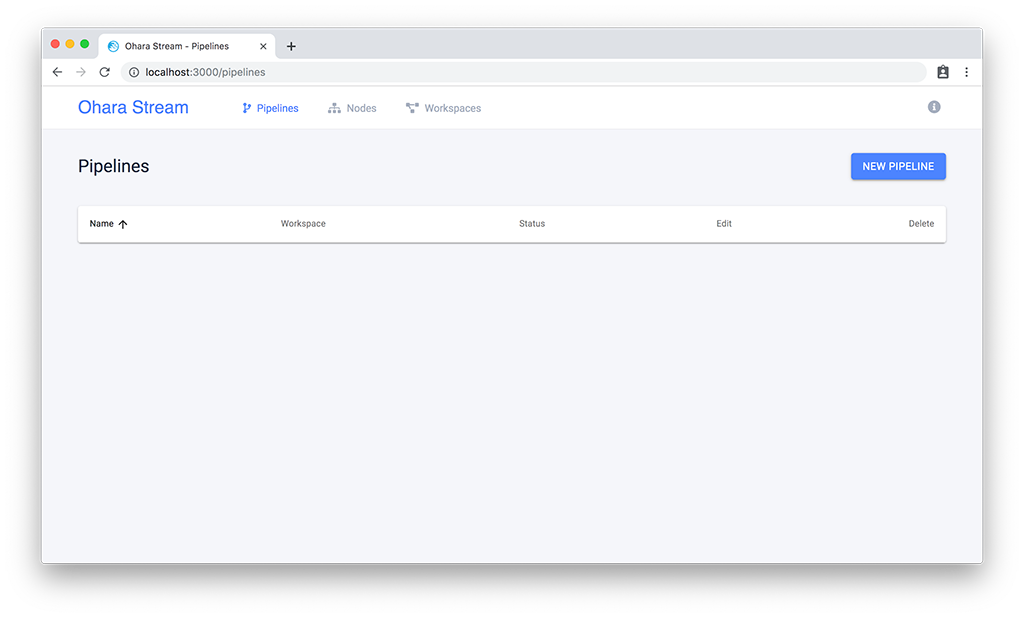 Ohara Stream - Pipelines
localhost:3000/pipelines
Ohara Stream Pipelines Nodes Workspaces
Pipelines NEW PIPELINE
Name Workspace Status Edit Delete